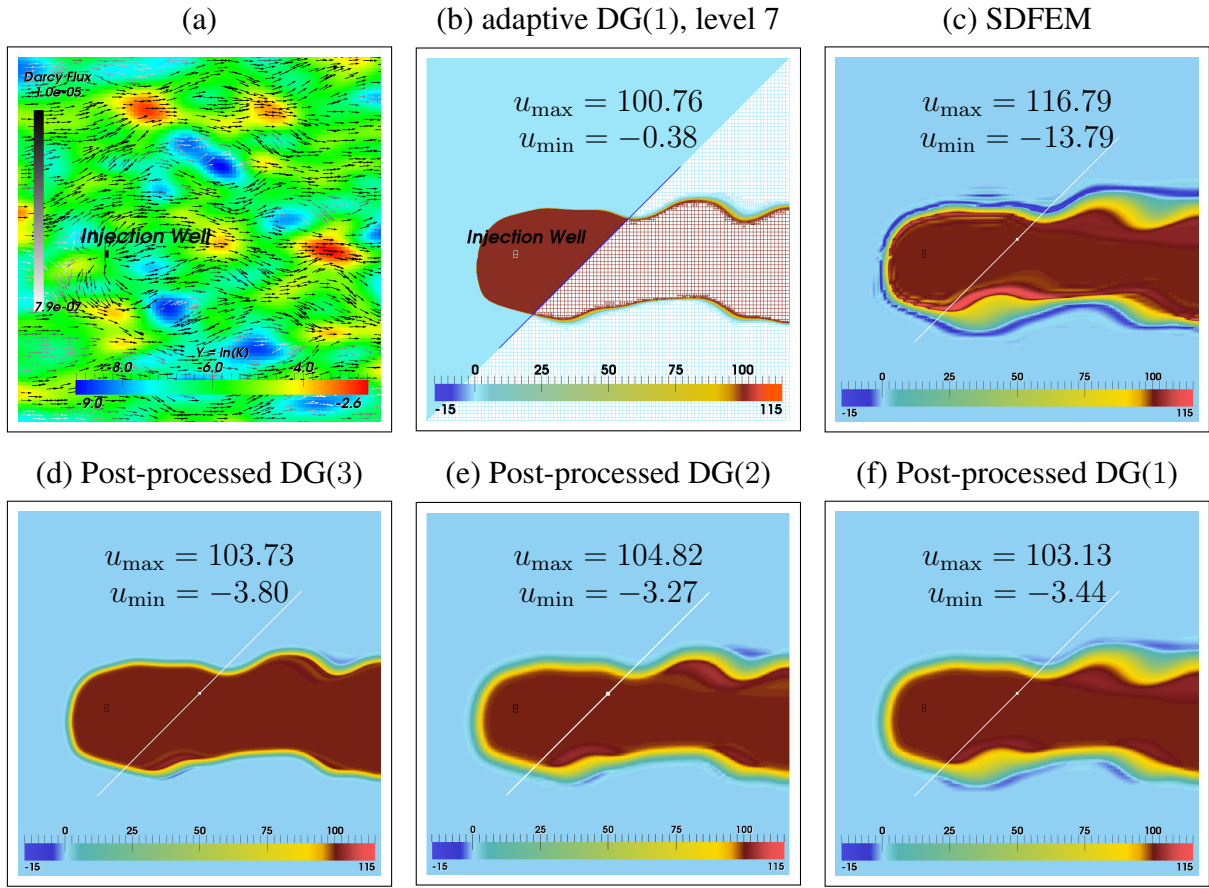 (a)
(b) adaptive DG(1), level 7
(c) SDFEM
Darcy Flux
1.0e-05
Injection Well
7.9e-07
Y = ln(K)
-8.0 -6.0 -4.0
-9.0 -2.6
u_max = 100.76
u_min = −0.38
Injection Well
0 25 50 75 100
-15 115
u_max = 116.79
u_min = −13.79
0 25 50 75 100
-15 115
(d) Post-processed DG(3)
(e) Post-processed DG(2)
(f) Post-processed DG(1)
u_max = 103.73
u_min = −3.80
0 25 50 75 100
-15 115
u_max = 104.82
u_min = −3.27
0 25 50 75 100
-15 115
u_max = 103.13
u_min = −3.44
0 25 50 75 100
-15 115